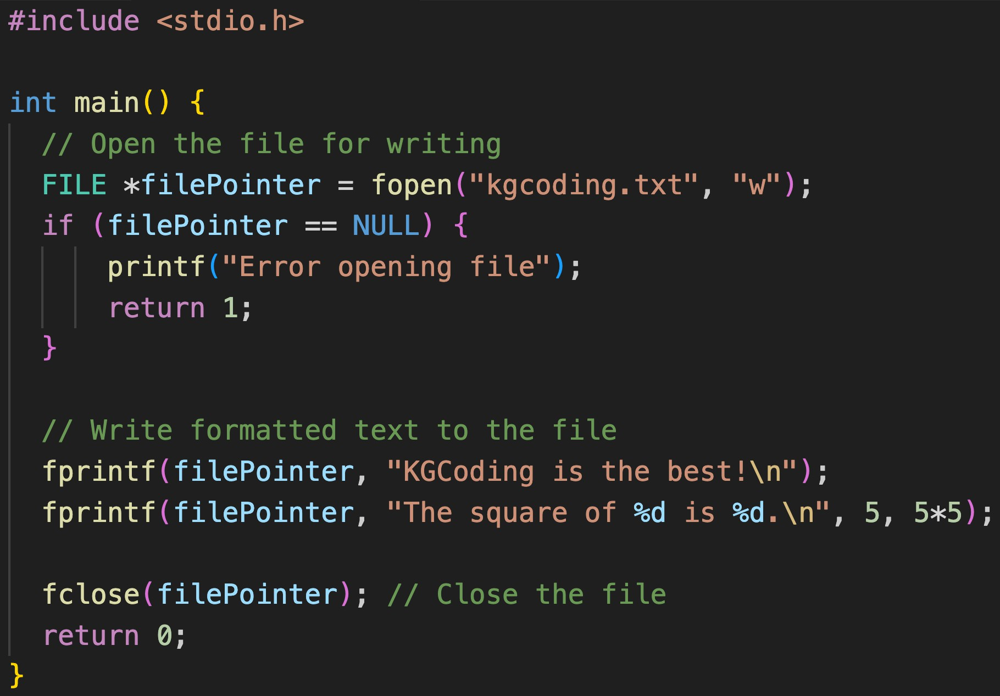 #include <stdio.h>
int main() {
// Open the file for writing
FILE *filePointer = fopen("kgcoding.txt", "w");
if (filePointer == NULL) {
printf("Error opening file");
return 1;
}
// Write formatted text to the file
fprintf(filePointer, "KGCoding is the best!\n");
fprintf(filePointer, "The square of %d is %d.\n", 5, 5*5);
fclose(filePointer); // Close the file
return 0;
}